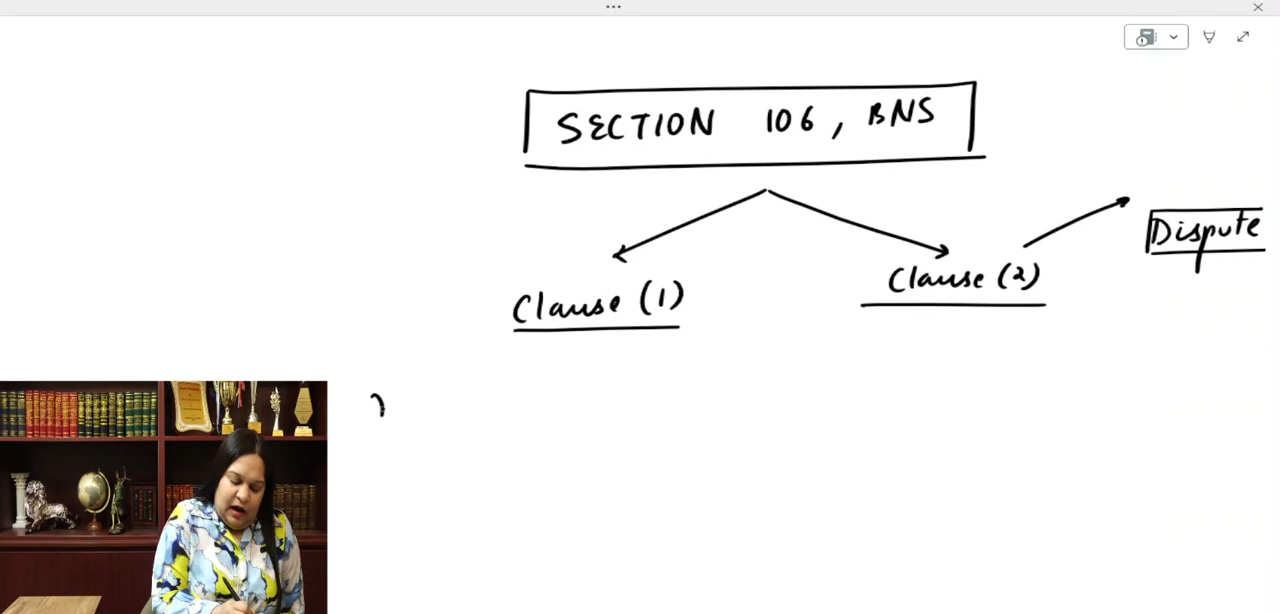 SECTION 106, BNS
Clause (1)
Clause (2)
Dispute